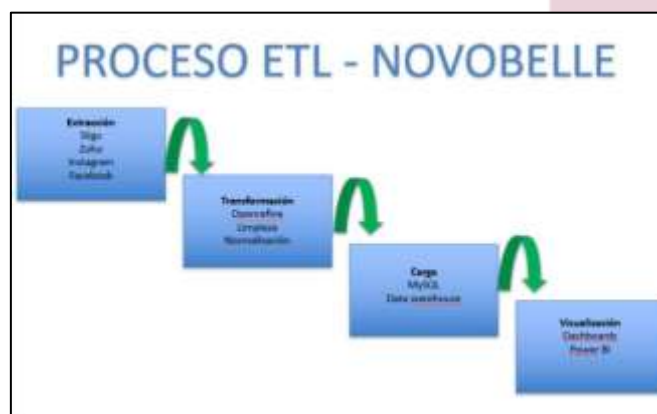 PROCESO ETL - NOVOBELLE
Extracción
Zoho
Instagram
Facebook
Transformación
Openrefine
Limpieza
Normalización
Carga
MySQL
Data warehouse
Visualización
Dashboards
Power BI